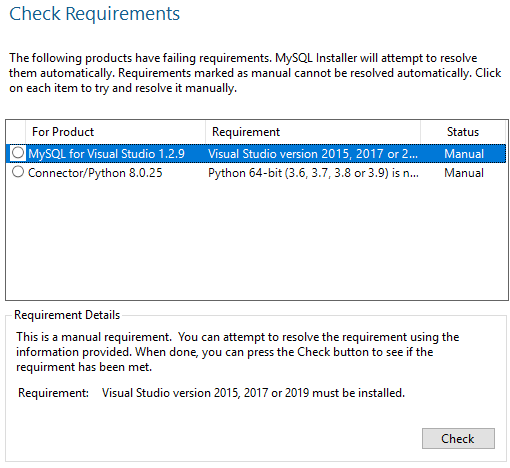 Check Requirements
The following products have failing requirements. MySQL Installer will attempt to resolve
them automatically. Requirements marked as manual cannot be resolved automatically. Click
on each item to try and resolve it manually.
For Product Requirement Status
MySQL for Visual Studio 1.2.9 Visual Studio version 2015, 2017 or 2... Manual
Connector/Python 8.0.25 Python 64-bit (3.6, 3.7, 3.8 or 3.9) is n... Manual
Requirement Details
This is a manual requirement. You can attempt to resolve the requirement using the
information provided. When done, you can press the Check button to see if the
requirment has been met.
Requirement: Visual Studio version 2015, 2017 or 2019 must be installed.
Check